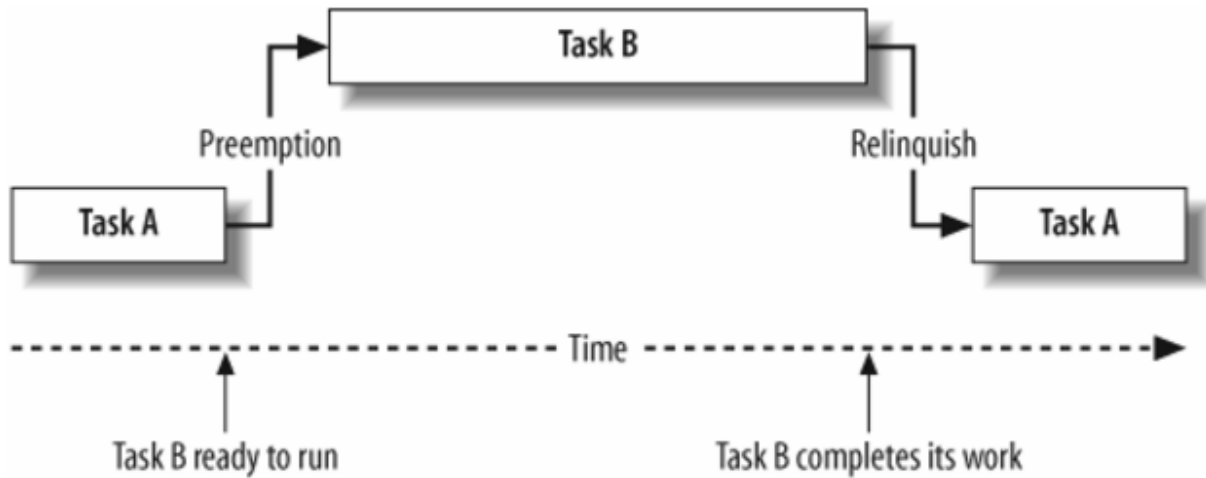 Task B
Preemption
Relinquish
Task A
Task A
Time
Task B ready to run
Task B completes its work